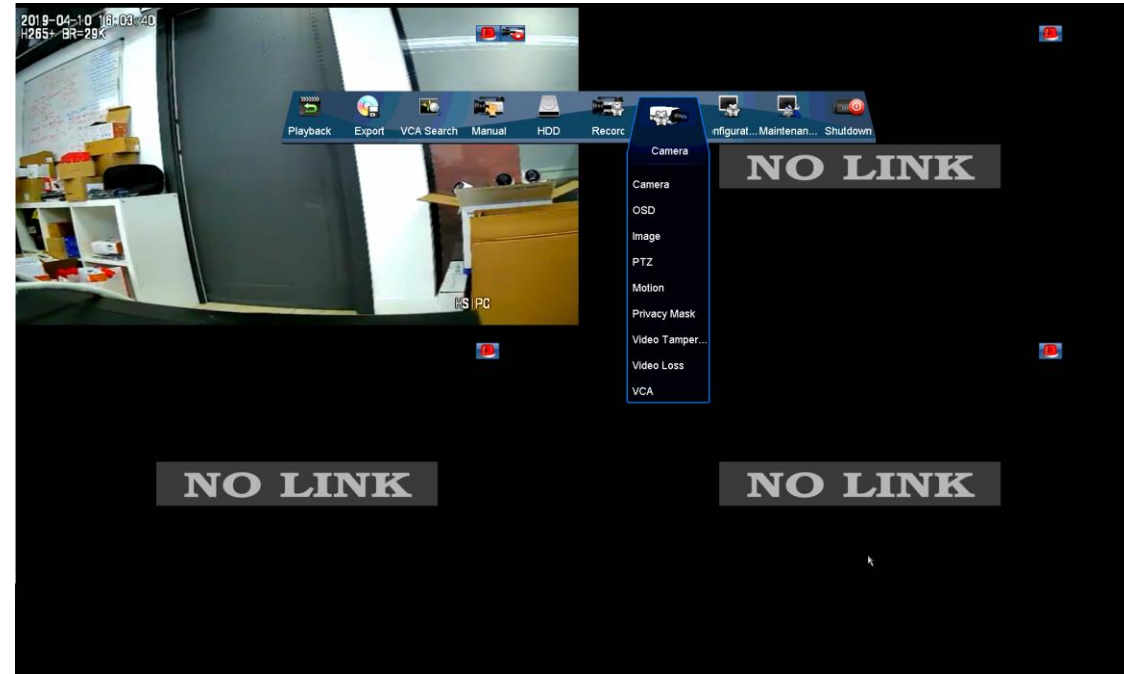 2019-04-10 16:03:40
H265+ BR=29K
Playback Export VCA Search Manual HDD Record Camera nfigurat... Maintenan... Shutdown
NO LINK
Camera
OSD
Image
PTZ
Motion
Privacy Mask
Video Tamper...
Video Loss
VCA
HS IPC
NO LINK
NO LINK